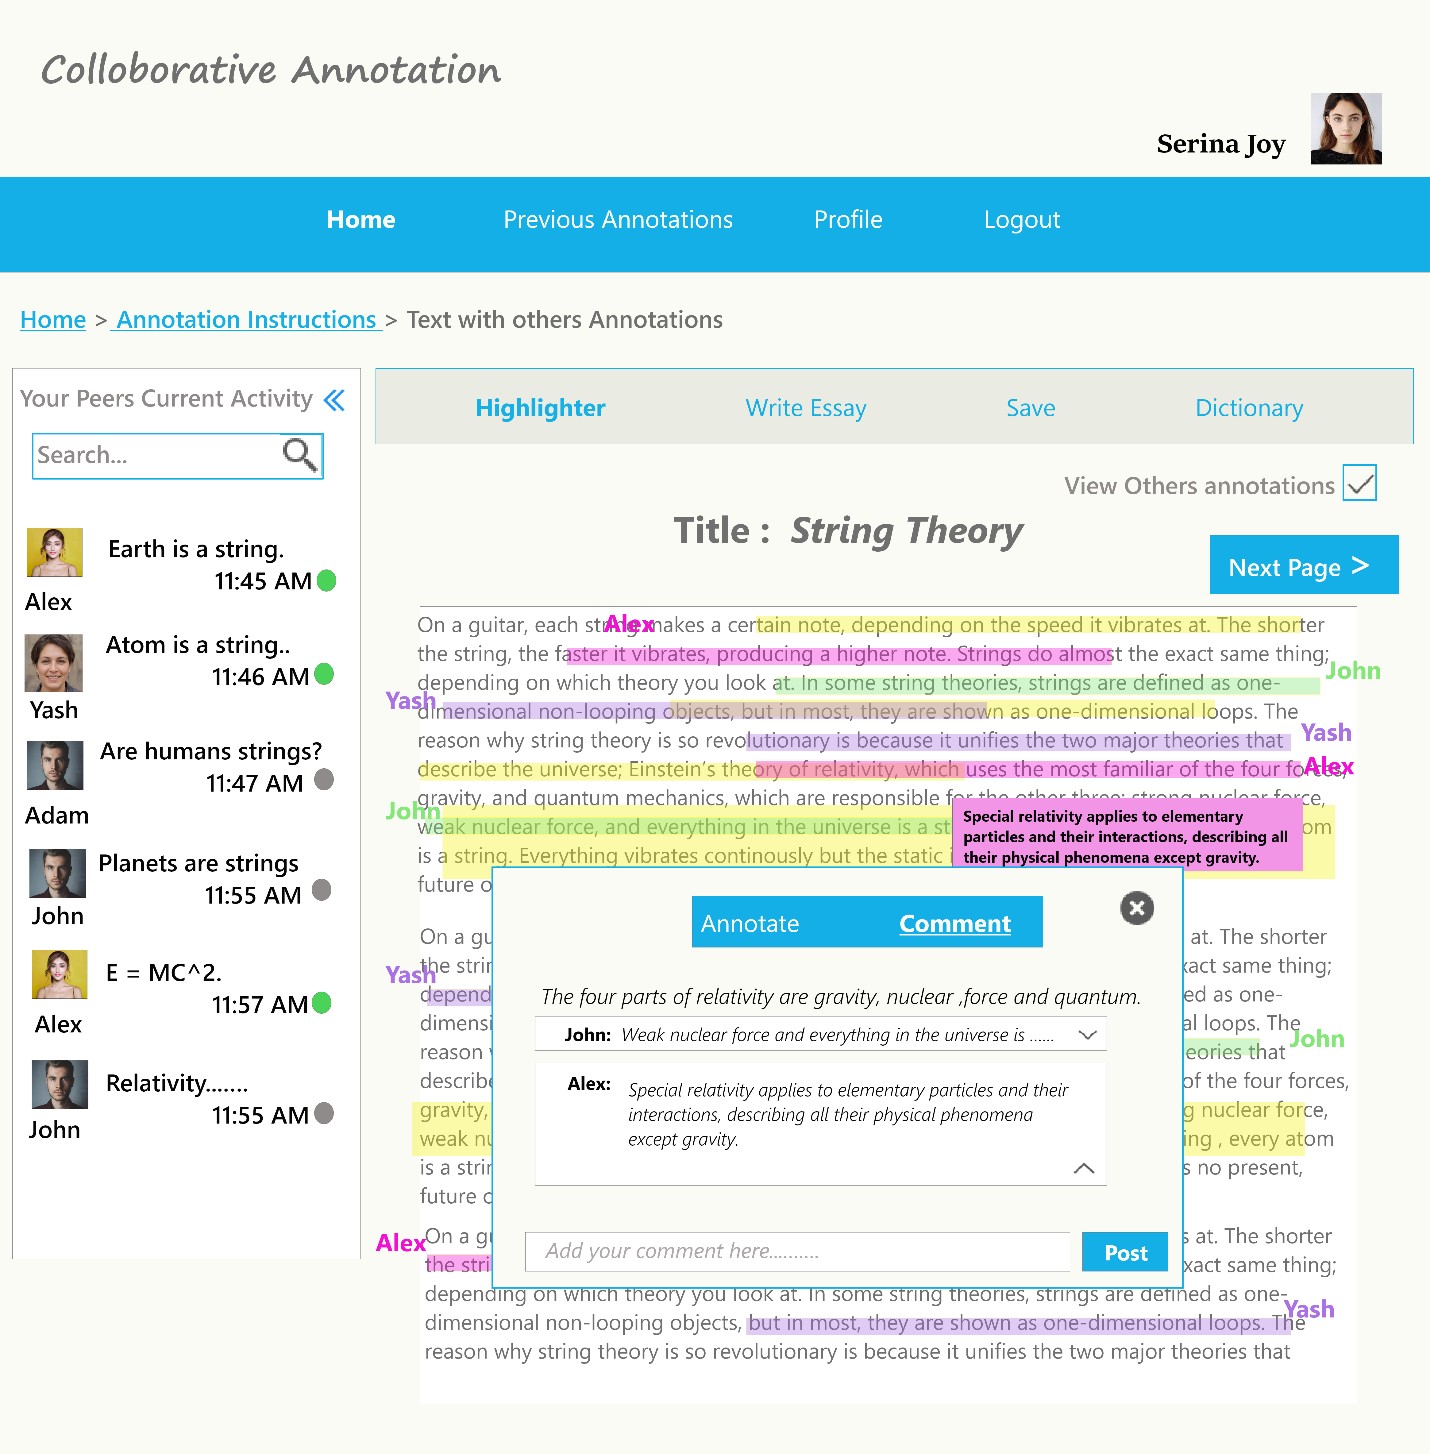 Colloborative Annotation
Serina Joy
Home Previous Annotations Profile Logout
Home > Annotation Instructions > Text with others Annotations
Your Peers Current Activity
Search...
Earth is a string.
11:45 AM
Alex
Atom is a string..
11:46 AM
Yash
Are humans strings?
11:47 AM
Adam
Planets are strings
11:55 AM
John
E = MC^2.
11:57 AM
Alex
Relativity.......
11:55 AM
John
Highlighter Write Essay Save Dictionary
View Others annotations
Title : String Theory
Next Page >
Alex
On a guitar, each string makes a certain note, depending on the speed it vibrates at. The shorter
the string, the faster it vibrates, producing a higher note. Strings do almost the exact same thing;
John
depending on which theory you look at. In some string theories, strings are defined as one-
Yash
dimensional non-looping objects, but in most, they are shown as one-dimensional loops. The
Yash
reason why string theory is so revolutionary is because it unifies the two major theories that
describe the universe; Einstein's theory of relativity, which uses the most familiar of the four forces,
Alex
gravity, and quantum mechanics, which are responsible for the other three: strong nuclear force,
John
weak nuclear force, and everything in the universe is a st om
is a string. Everything vibrates continously but the static i
future o
Special relativity applies to elementary
particles and their interactions, describing all
their physical phenomena except gravity.
Annotate Comment
The four parts of relativity are gravity, nuclear ,force and quantum.
John: Weak nuclear force and everything in the universe is ......
Alex: Special relativity applies to elementary particles and their
interactions, describing all their physical phenomena
except gravity.
Add your comment here..........
Post
On a gu at. The shorter
the strin xact same thing;
Yash
depend d as one-
dimensi al loops. The
John
reason eories that
describe of the four forces,
gravity, g nuclear force,
weak nu ing , every atom
is a strin s no present,
future o
Alex
On a g s at. The shorter
the stri xact same thing;
depending on which theory you look at. In some string theories, strings are defined as one-
Yash
dimensional non-looping objects, but in most, they are shown as one-dimensional loops. The
reason why string theory is so revolutionary is because it unifies the two major theories that